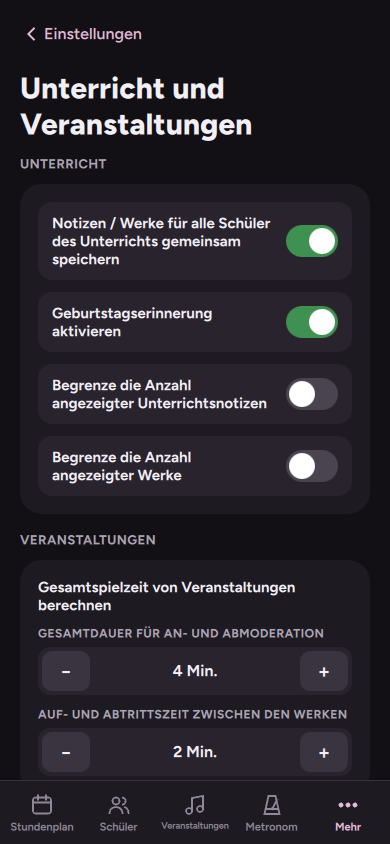 Einstellungen
Unterricht und
Veranstaltungen
UNTERRICHT
Notizen / Werke für alle Schüler
des Unterrichts gemeinsam
speichern
Geburtstagserinnerung
aktivieren
Begrenze die Anzahl
angezeigter Unterrichtsnotizen
Begrenze die Anzahl
angezeigter Werke
VERANSTALTUNGEN
Gesamtspielzeit von Veranstaltungen
berechnen
GESAMTDAUER FÜR AN- UND ABMODERATION
– 4 Min. +
AUF- UND ABTRITTSZEIT ZWISCHEN DEN WERKEN
– 2 Min. +
Stundenplan Schüler Veranstaltungen Metronom Mehr